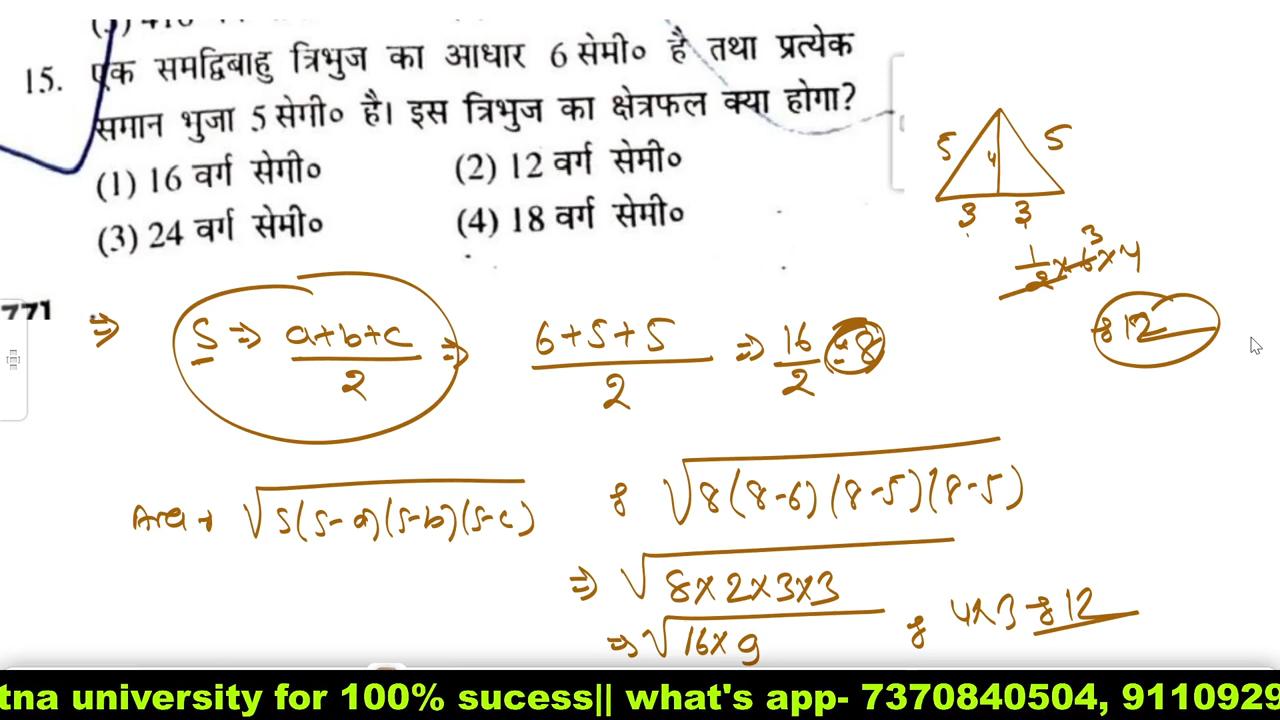 15. एक समद्विबाहु त्रिभुज का आधार 6 सेमी० है तथा प्रत्येक
समान भुजा 5 सेमी० है। इस त्रिभुज का क्षेत्रफल क्या होगा?
(1) 16 वर्ग सेमी० (2) 12 वर्ग सेमी०
(3) 24 वर्ग सेमी० (4) 18 वर्ग सेमी०
5 4 5
3 3
1/2 × 6 × 4
3
12
771
⇒ S ⇒ a+b+c/2 ⇒ 6+5+5/2 ⇒ 16/2 = 8
Area → √S(S-a)(S-b)(S-c) √8(8-6)(8-5)(8-5)
⇒ √8×2×3×3
⇒ √16×9 4×3 12
tna university for 100% sucess|| what's app- 7370840504, 9110929